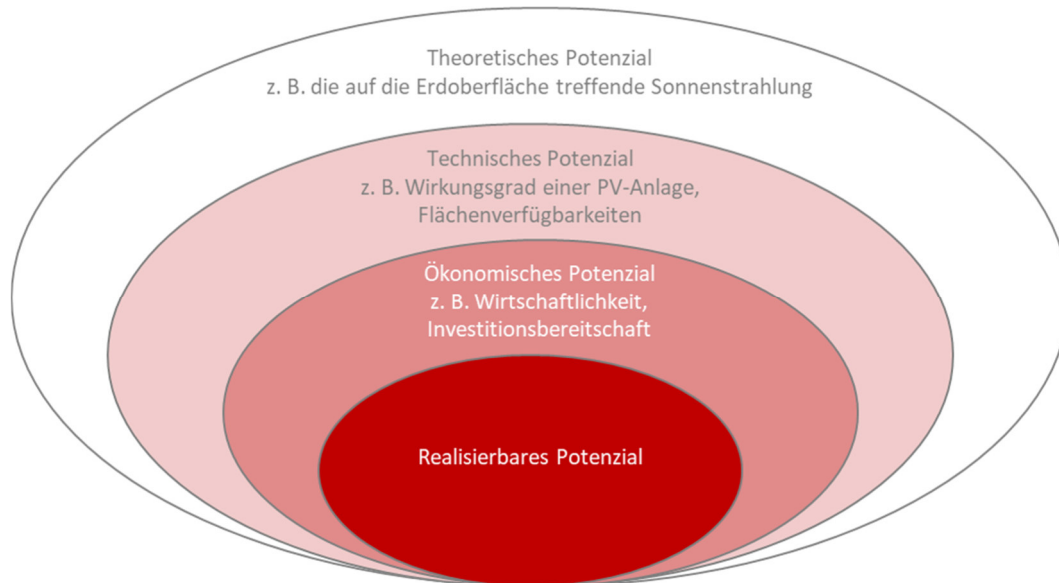 Theoretisches Potenzial
z. B. die auf die Erdoberfläche treffende Sonnenstrahlung
Technisches Potenzial
z. B. Wirkungsgrad einer PV-Anlage,
Flächenverfügbarkeiten
Ökonomisches Potenzial
z. B. Wirtschaftlichkeit,
Investitionsbereitschaft
Realisierbares Potenzial